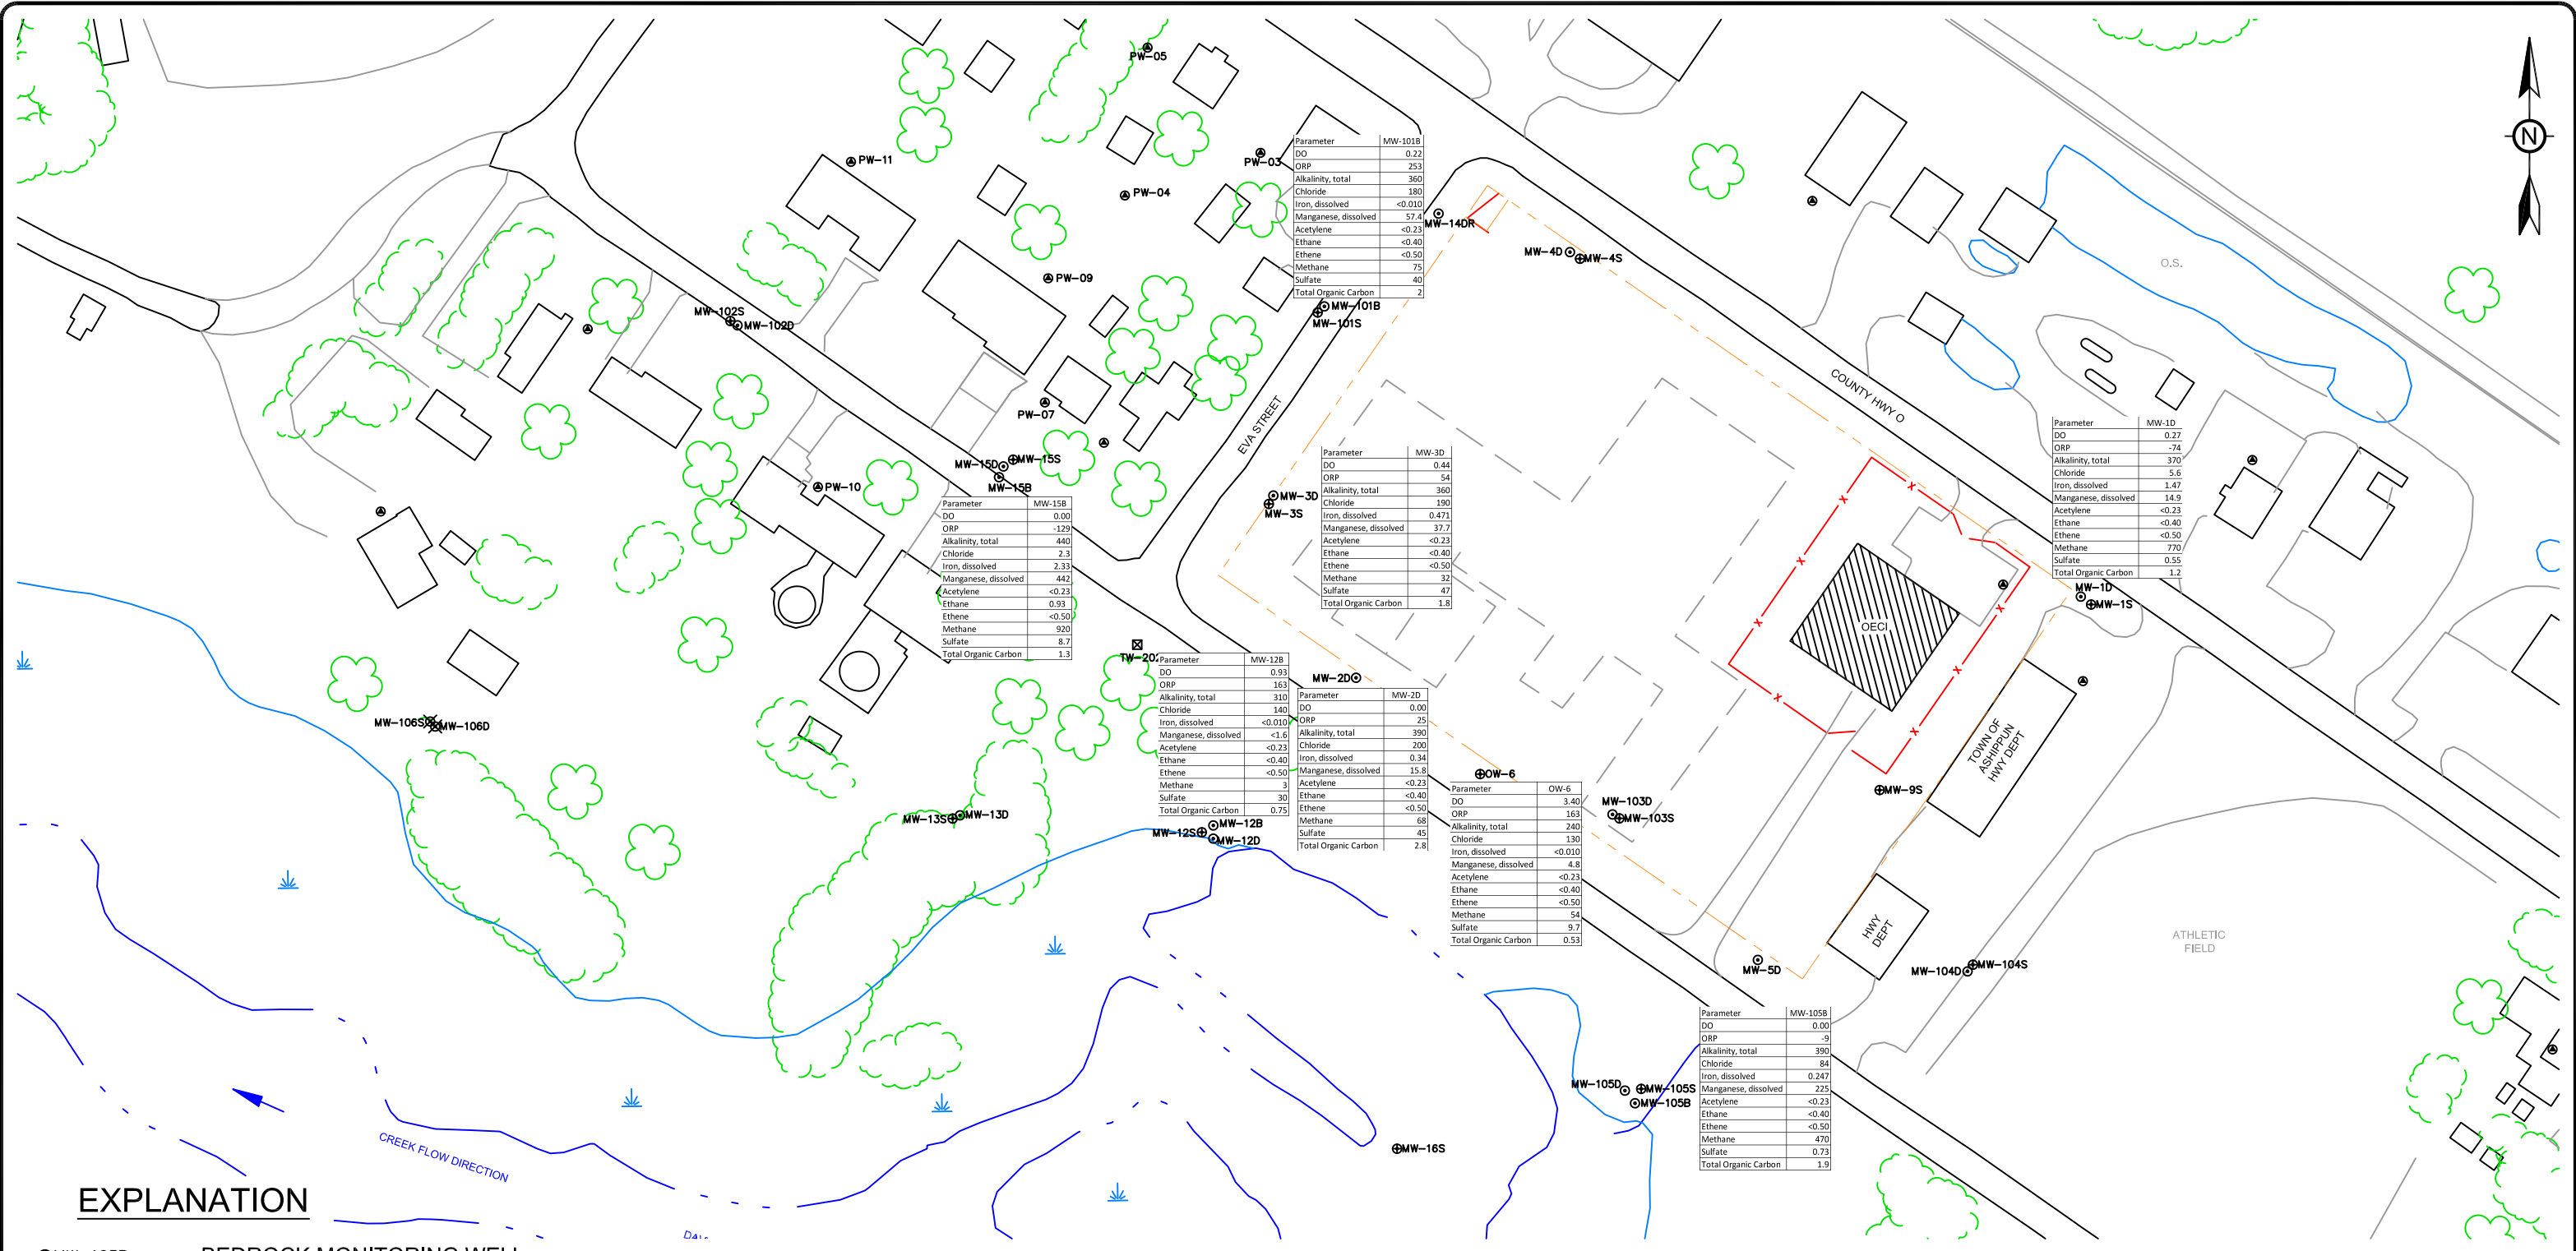 PW-05
N
PW-11
PW-03
PW-04
Parameter MW-101B
DO 0.22
ORP 253
Alkalinity, total 360
Chloride 180
Iron, dissolved <0.010
Manganese, dissolved 57.4
Acetylene <0.23
Ethane <0.40
Ethene <0.50
Methane 75
Sulfate 40
Total Organic Carbon 2
MW-14DR
MW-4D
MW-4S
O.S.
PW-09
MW-101B
MW-101S
MW-102S
MW-102D
COUNTY HWY O
PW-07
EVA STREET
MW-15D
MW-15S
MW-15B
PW-10
MW-3D
MW-3S
Parameter MW-3D
DO 0.44
ORP 54
Alkalinity, total 360
Chloride 190
Iron, dissolved 0.471
Manganese, dissolved 37.7
Acetylene <0.23
Ethane <0.40
Ethene <0.50
Methane 32
Sulfate 47
Total Organic Carbon 1.8
Parameter MW-1D
DO 0.27
ORP -74
Alkalinity, total 370
Chloride 5.6
Iron, dissolved 1.47
Manganese, dissolved 14.9
Acetylene <0.23
Ethane <0.40
Ethene <0.50
Methane 770
Sulfate 0.55
Total Organic Carbon 1.2
MW-1D
MW-1S
Parameter MW-15B
DO 0.00
ORP -129
Alkalinity, total 440
Chloride 2.3
Iron, dissolved 2.33
Manganese, dissolved 442
Acetylene <0.23
Ethane 0.93
Ethene <0.50
Methane 920
Sulfate 8.7
Total Organic Carbon 1.3
X
X
X
X
X
X
X
X
OECI
TW-20
Parameter MW-12B
DO 0.93
ORP 163
Alkalinity, total 310
Chloride 140
Iron, dissolved <0.010
Manganese, dissolved <1.6
Acetylene <0.23
Ethane <0.40
Ethene <0.50
Methane 3
Sulfate 30
Total Organic Carbon 0.75
MW-2D
Parameter MW-2D
DO 0.00
ORP 25
Alkalinity, total 390
Chloride 200
Iron, dissolved 0.34
Manganese, dissolved 15.8
Acetylene <0.23
Ethane <0.40
Ethene <0.50
Methane 68
Sulfate 45
Total Organic Carbon 2.8
MW-106S
MW-106D
TOWN OF
ASHIPPUN
HWY DEPT
OW-6
Parameter OW-6
DO 3.40
ORP 163
Alkalinity, total 240
Chloride 130
Iron, dissolved <0.010
Manganese, dissolved 4.8
Acetylene <0.23
Ethane <0.40
Ethene <0.50
Methane 54
Sulfate 9.7
Total Organic Carbon 0.53
MW-103D
MW-103S
MW-9S
MW-13S
MW-13D
MW-12B
MW-12S
MW-12D
HWY
DEPT
ATHLETIC
FIELD
MW-5D
MW-104D
MW-104S
Parameter MW-105B
DO 0.00
ORP -9
Alkalinity, total 390
Chloride 84
Iron, dissolved 0.247
Manganese, dissolved 225
Acetylene <0.23
Ethane <0.40
Ethene <0.50
Methane 470
Sulfate 0.73
Total Organic Carbon 1.9
MW-105D
MW-105S
MW-105B
MW-16S
CREEK FLOW DIRECTION
EXPLANATION
BEDROCK MONITORING WELL